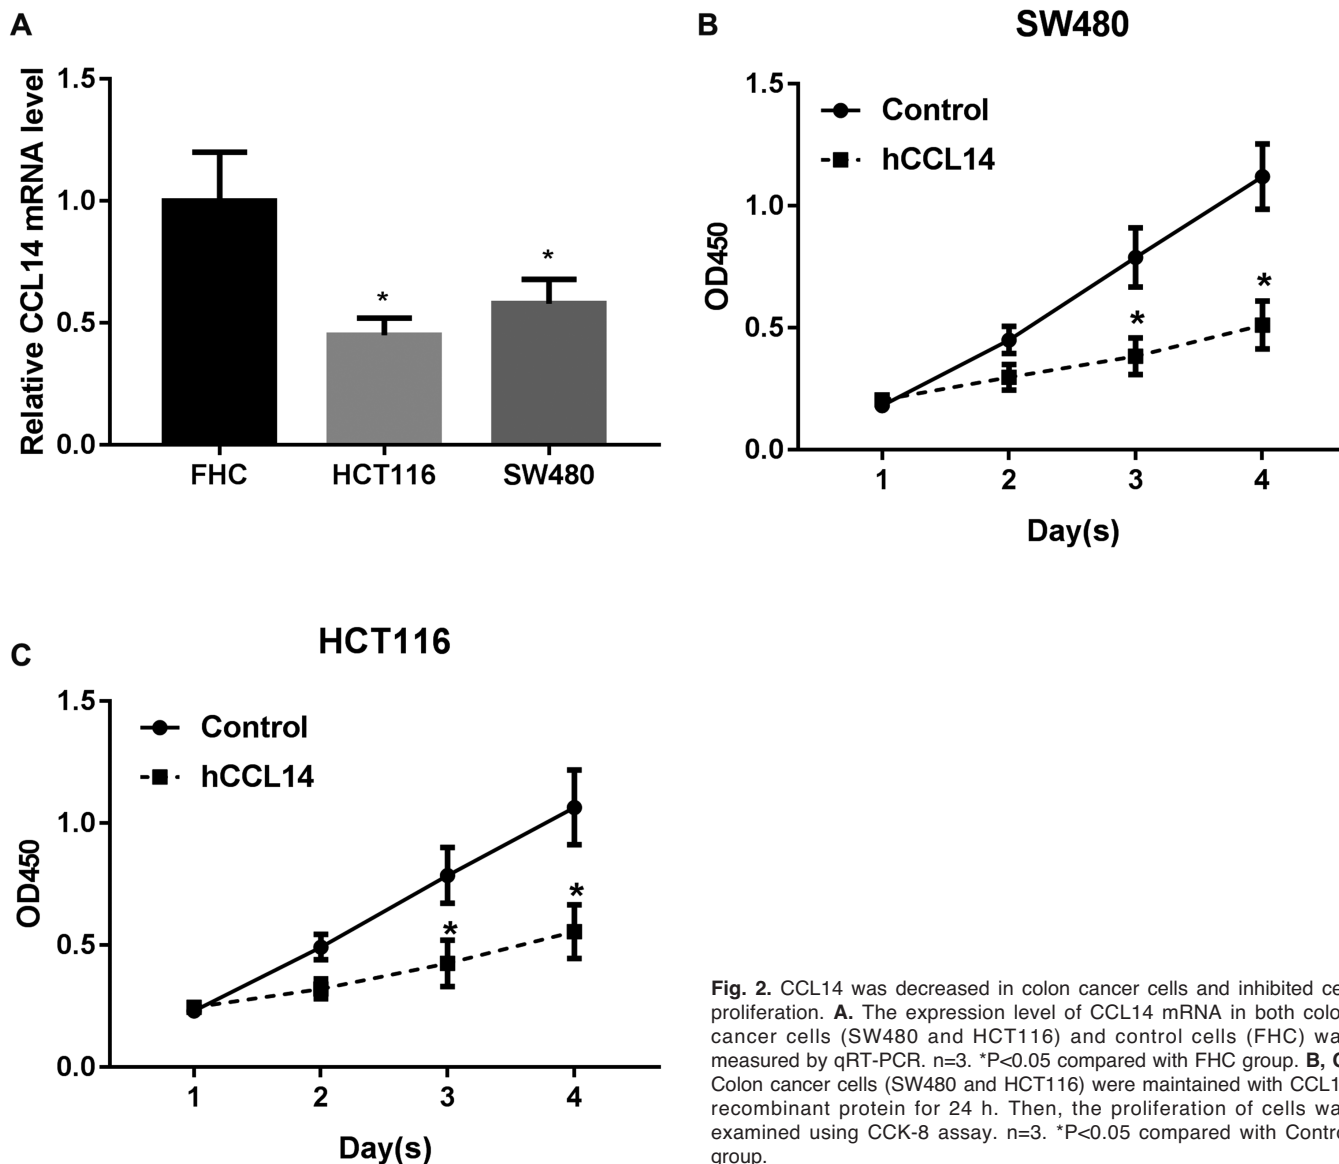 A
Relative CCL14 mRNA level
1.5
1.0
0.5
0.0
*
*
FHC HCT116 SW480
B
SW480
Control
hCCL14
OD450
1.5
1.0
0.5
0.0
*
*
1 2 3 4
Day(s)
C
HCT116
Control
hCCL14
OD450
1.5
1.0
0.5
0.0
*
*
1 2 3 4
Day(s)
Fig. 2. CCL14 was decreased in colon cancer cells and inhibited ce
proliferation. A. The expression level of CCL14 mRNA in both colo
cancer cells (SW480 and HCT116) and control cells (FHC) wa
measured by qRT-PCR. n=3. *P<0.05 compared with FHC group. B, C
Colon cancer cells (SW480 and HCT116) were maintained with CCL1
recombinant protein for 24 h. Then, the proliferation of cells wa
examined using CCK-8 assay. n=3. *P<0.05 compared with Contro
group.